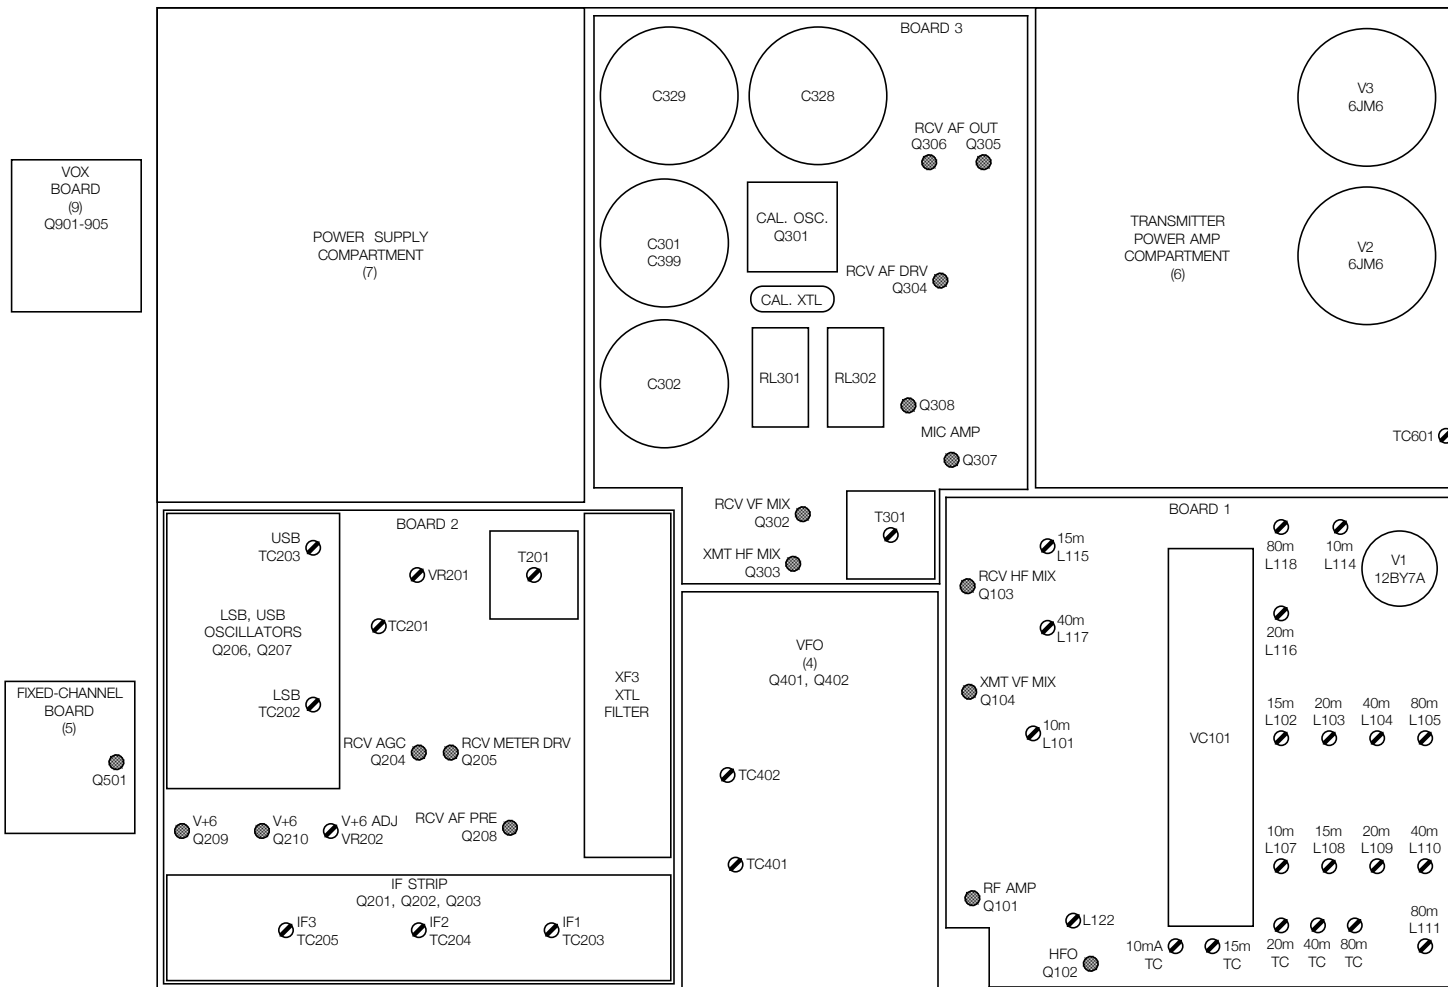 VOX
BOARD
(9)
Q901-905
FIXED-CHANNEL
BOARD
(5)
Q501
POWER SUPPLY
COMPARTMENT
(7)
BOARD 3
C329
C328
RCV AF OUT
Q306 Q305
CAL. OSC.
Q301
C301
C399
RCV AF DRV
Q304
CAL. XTL
C302
RL301
RL302
Q308
MIC AMP
Q307
RCV VF MIX
Q302
XMT HF MIX
Q303
T301
TRANSMITTER
POWER AMP
COMPARTMENT
(6)
V3
6JM6
V2
6JM6
TC601
BOARD 2
USB
TC203
LSB, USB
OSCILLATORS
Q206, Q207
LSB
TC202
VR201
T201
TC201
XF3
XTL
FILTER
RCV AGC
Q204
RCV METER DRV
Q205
V+6
Q209
V+6
Q210
V+6 ADJ
VR202
RCV AF PRE
Q208
IF STRIP
Q201, Q202, Q203
IF3
TC205
IF2
TC204
IF1
TC203
VFO
(4)
Q401, Q402
TC402
TC401
BOARD 1
15m
L115
RCV HF MIX
Q103
40m
L117
XMT VF MIX
Q104
10m
L101
VC101
80m
L118
10m
L114
V1
12BY7A
20m
L116
15m 20m 40m 80m
L102 L103 L104 L105
10m 15m 20m 40m
L107 L108 L109 L110
RF AMP
Q101
L122
HFO
Q102
10mA
TC
15m
TC
20m 40m 80m
TC TC TC
80m
L111